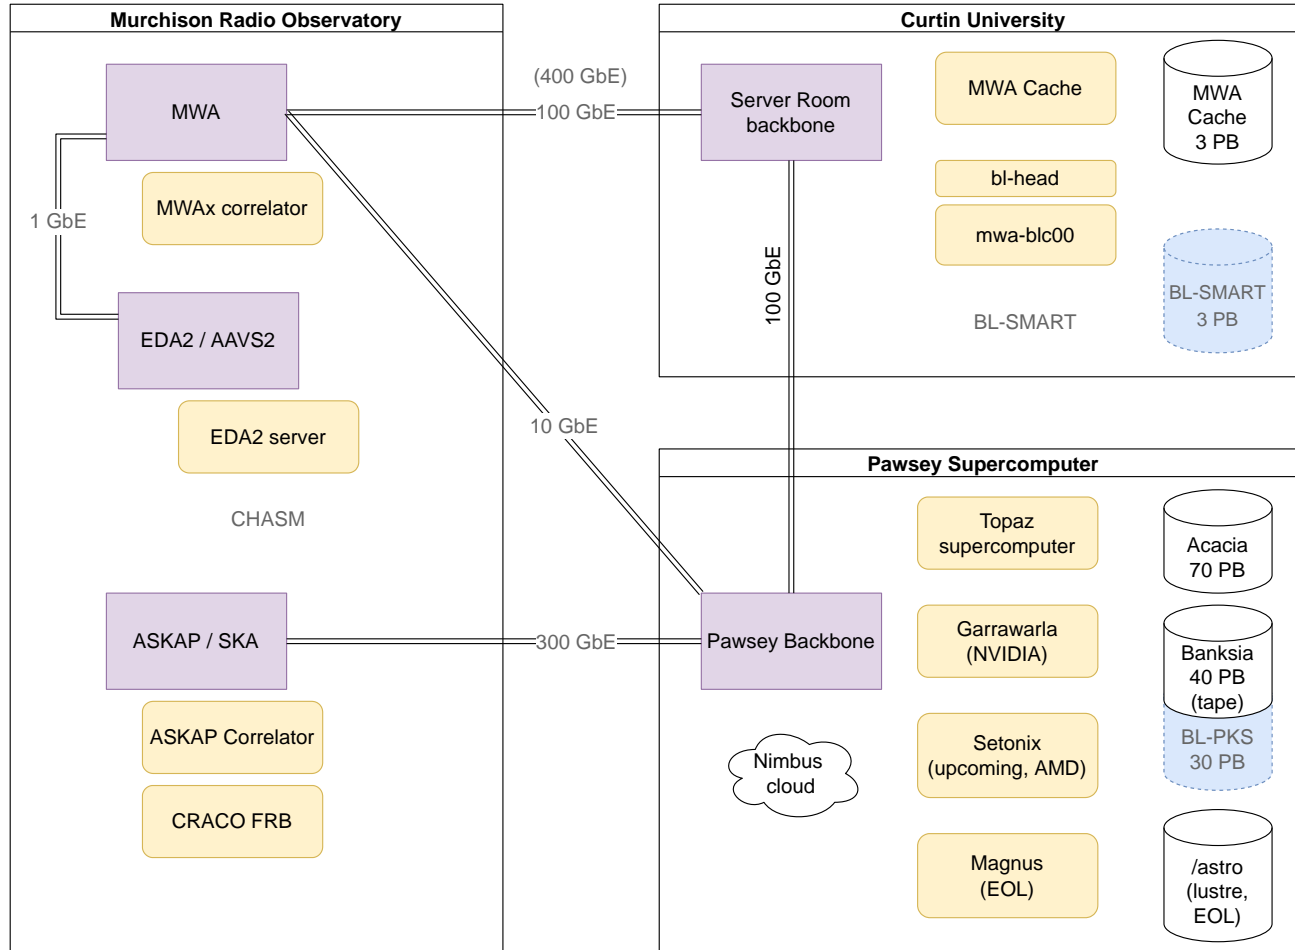 Murchison Radio Observatory
MWA
MWAx correlator
1 GbE
EDA2 / AAVS2
EDA2 server
CHASM
ASKAP / SKA
ASKAP Correlator
CRACO FRB
(400 GbE)
100 GbE
10 GbE
300 GbE
Curtin University
Server Room
backbone
100 GbE
MWA Cache
bl-head
mwa-blc00
BL-SMART
MWA
Cache
3 PB
BL-SMART
3 PB
Pawsey Supercomputer
Pawsey Backbone
Nimbus
cloud
Topaz
supercomputer
Garrawarla
(NVIDIA)
Setonix
(upcoming, AMD)
Magnus
(EOL)
Acacia
70 PB
Banksia
40 PB
(tape)
BL-PKS
30 PB
/astro
(lustre,
EOL)